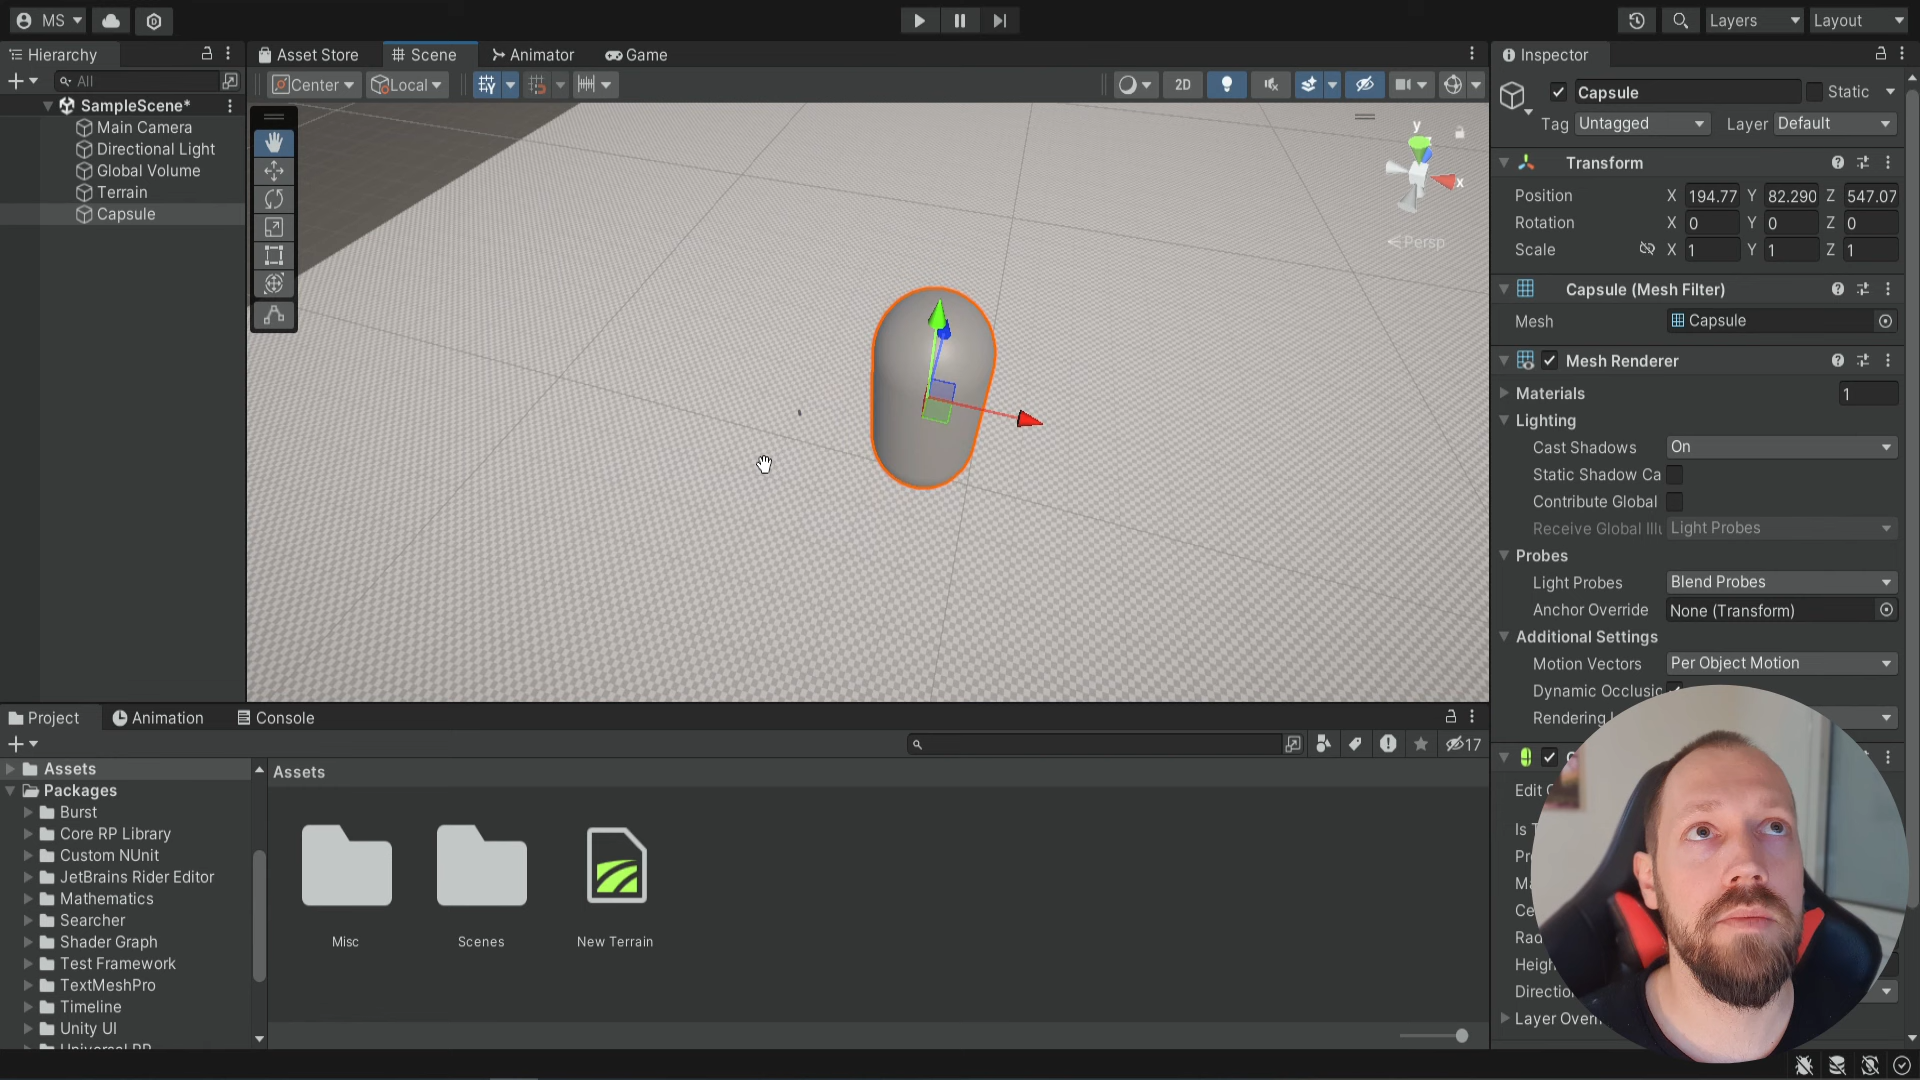 MS
Layers
Layout
Hierarchy
All
SampleScene*
Main Camera
Directional Light
Global Volume
Terrain
Capsule
Asset Store
Scene
Animator
Game
Center
Local
2D
y
x
Persp
Inspector
Capsule
Static
Tag Untagged Layer Default
Transform
Position X 194.77 Y 82.290 Z 547.07
Rotation X 0 Y 0 Z 0
Scale X 1 Y 1 Z 1
Capsule (Mesh Filter)
Mesh Capsule
Mesh Renderer
Materials 1
Lighting
Cast Shadows On
Static Shadow Ca
Contribute Global
Receive Global Illu Light Probes
Probes
Light Probes Blend Probes
Anchor Override None (Transform)
Additional Settings
Motion Vectors Per Object Motion
Dynamic Occlusic
Rendering
Edit
Is
Ce
Rad
Heigh
Directio
Layer Over
Project
Animation
Console
17
Assets
Packages
Burst
Core RP Library
Custom NUnit
JetBrains Rider Editor
Mathematics
Searcher
Shader Graph
Test Framework
TextMeshPro
Timeline
Unity UI
Universal RP
Assets
Misc
Scenes
New Terrain